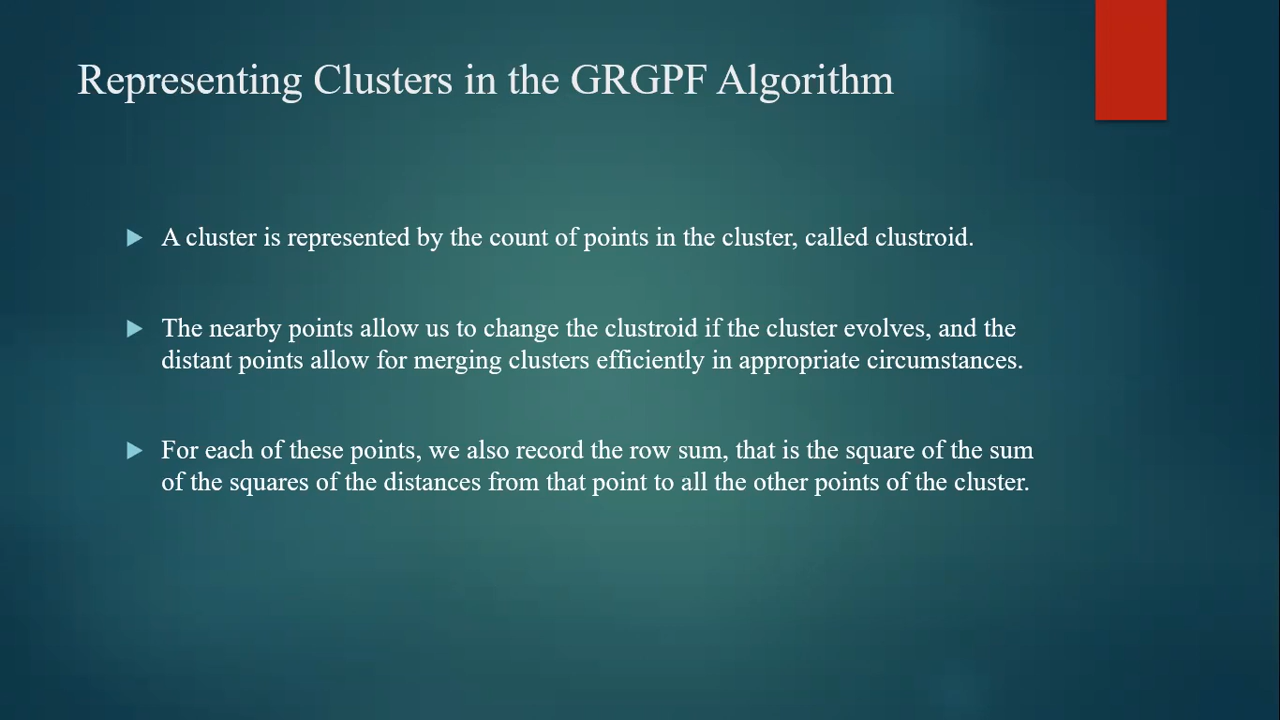 Representing Clusters in the GRGPF Algorithm
A cluster is represented by the count of points in the cluster, called clustroid.
The nearby points allow us to change the clustroid if the cluster evolves, and the
distant points allow for merging clusters efficiently in appropriate circumstances.
For each of these points, we also record the row sum, that is the square of the sum
of the squares of the distances from that point to all the other points of the cluster.